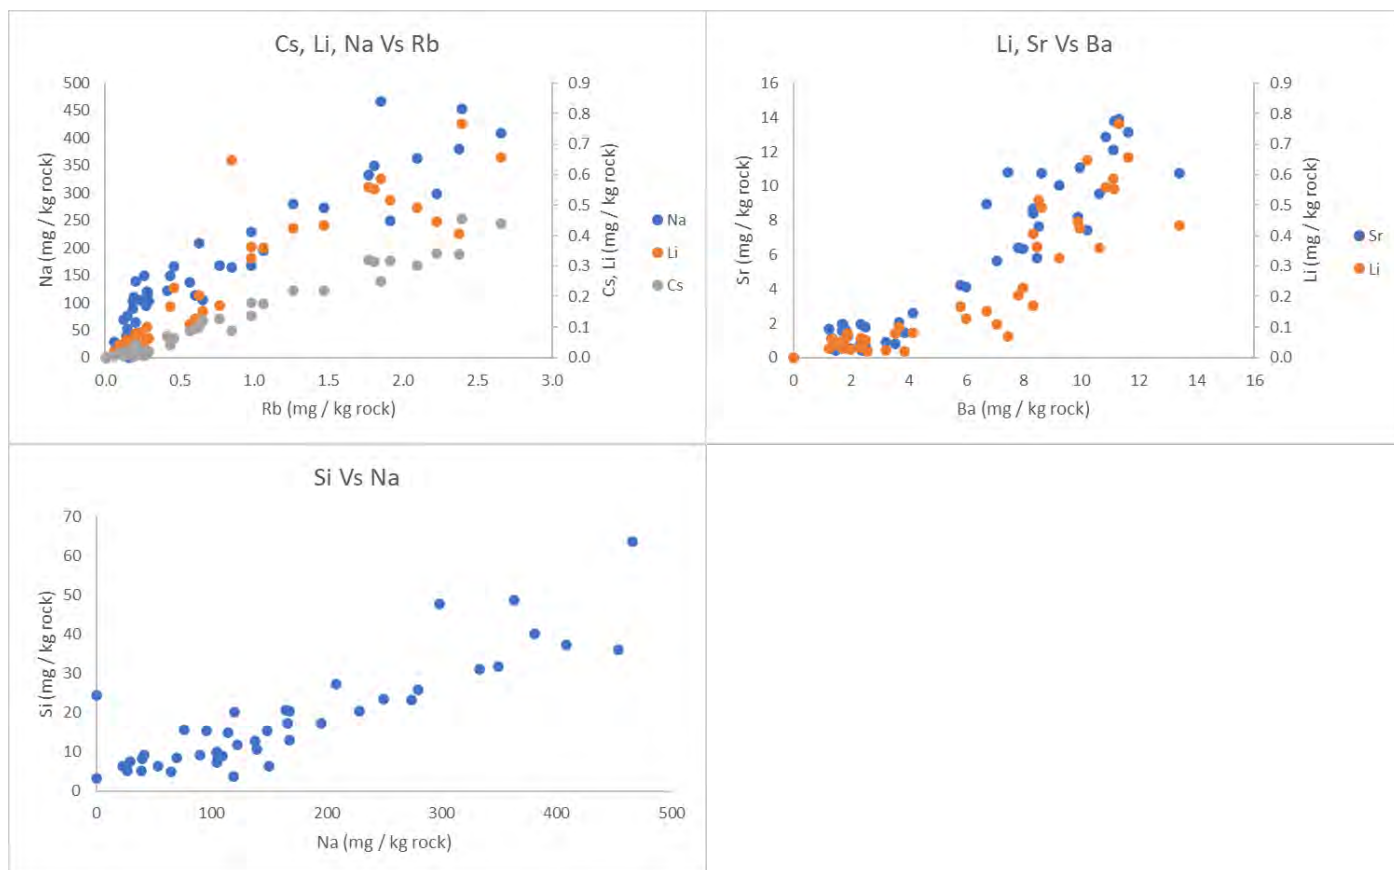 Cs, Li, Na Vs Rb
500
450
400
350
300
250
200
150
100
50
0
Na (mg / kg rock)
0.9
0.8
0.7
0.6
0.5
0.4
0.3
0.2
0.1
0.0
Cs, Li (mg / kg rock)
0.0 0.5 1.0 1.5 2.0 2.5 3.0
Rb (mg / kg rock)
Na
Li
Cs
Li, Sr Vs Ba
16
14
12
10
8
6
4
2
0
Sr (mg / kg rock)
0.9
0.8
0.7
0.6
0.5
0.4
0.3
0.2
0.1
0.0
Li (mg / kg rock)
0 2 4 6 8 10 12 14 16
Ba (mg / kg rock)
Sr
Li
Si Vs Na
70
60
50
40
30
20
10
0
Si (mg / kg rock)
0 100 200 300 400 500
Na (mg / kg rock)